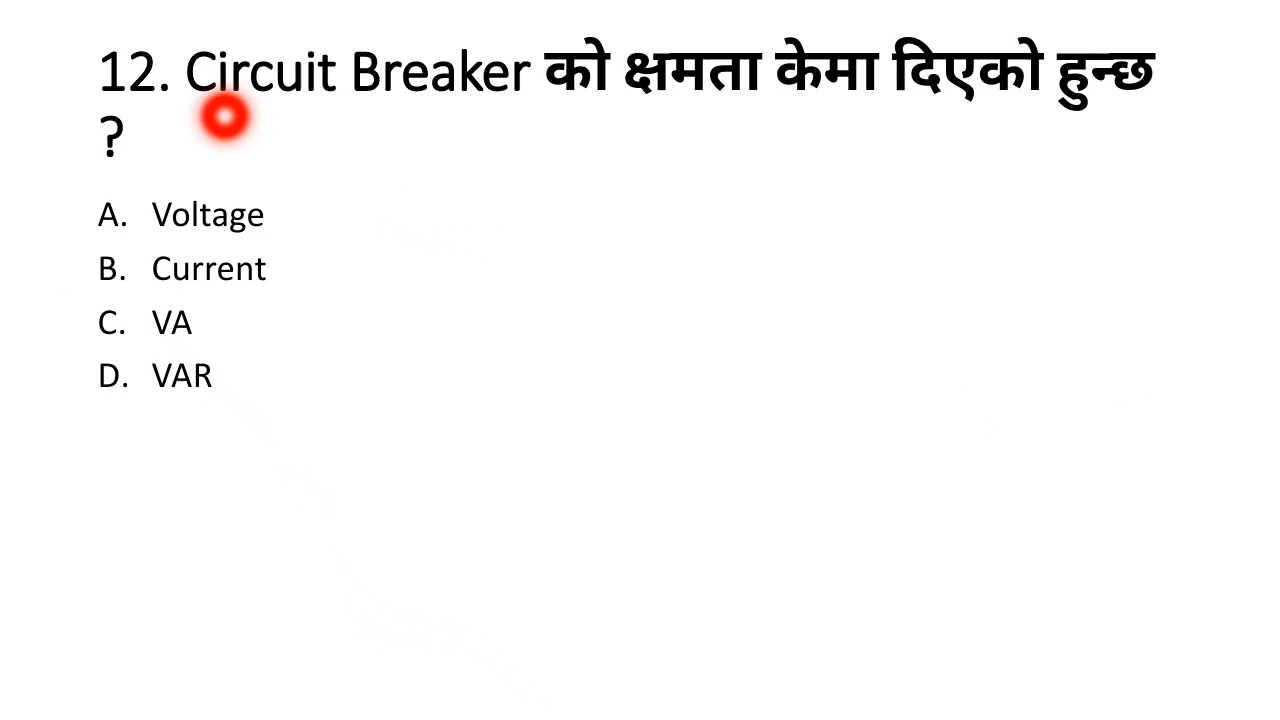 12. Circuit Breaker को क्षमता केमा दिएको हुन्छ
?
A. Voltage
B. Current
C. VA
D. VAR